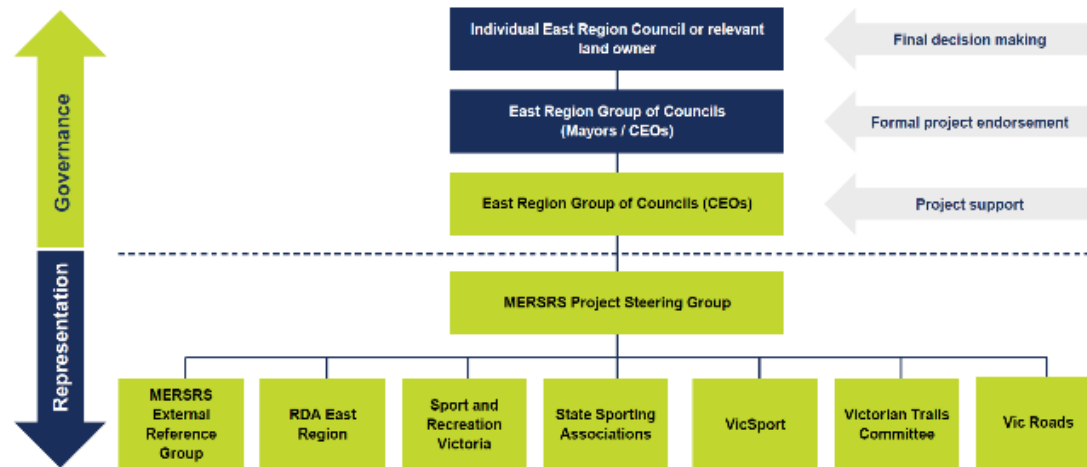 Governance
Representation
Individual East Region Council or relevant
land owner
Final decision making
East Region Group of Councils
(Mayors / CEOs)
Formal project endorsement
East Region Group of Councils (CEOs)
Project support
MERSRS Project Steering Group
MERSRS
External
Reference
Group
RDA East
Region
Sport and
Recreation
Victoria
State Sporting
Associations
VicSport
Victorian Trails
Committee
Vic Roads